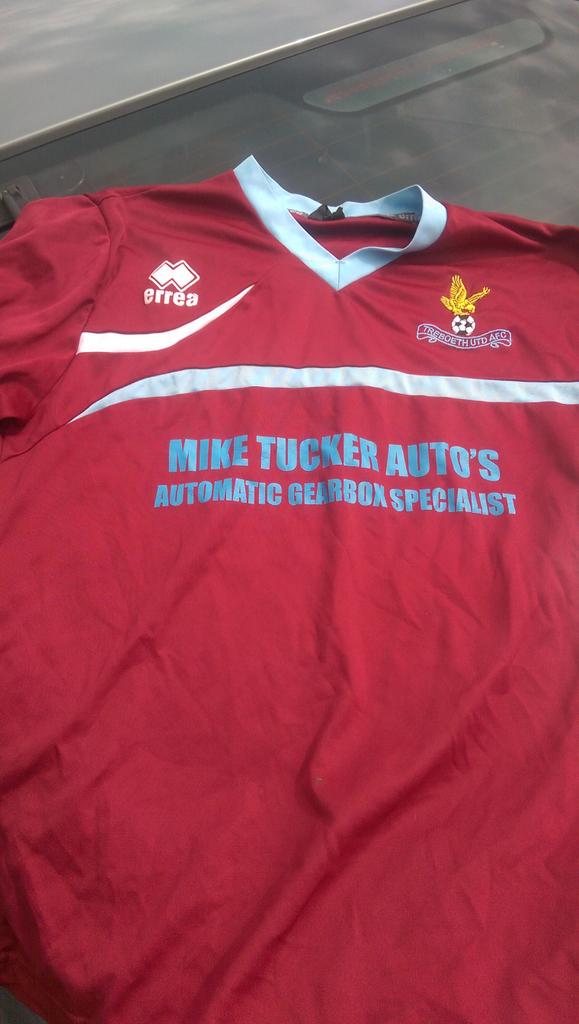 errea
TREBOETH UTD AFC
MIKE TUCKER AUTO'S
AUTOMATIC GEARBOX SPECIALIST